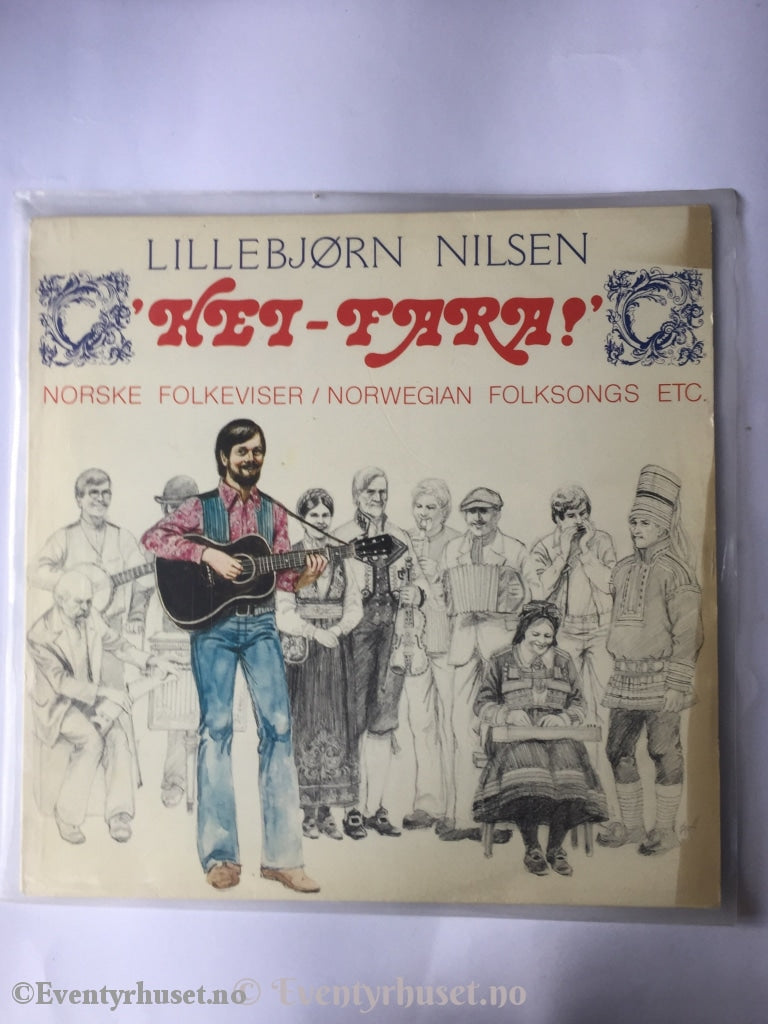 LILLEBJØRN NILSEN
'HEI-FARA!'
NORSKE FOLKEVISER / NORWEGIAN FOLKSONGS ETC.
©Eventyrhuset.no © Eventyrhuset.no